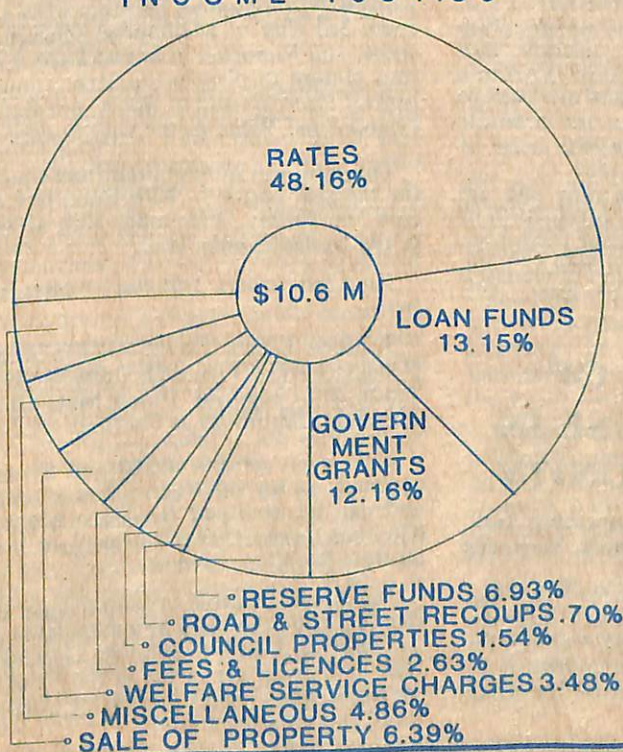 RATES
48.16%
$10.6 M
LOAN FUNDS
13.15%
GOVERN
MENT
GRANTS
12.16%
RESERVE FUNDS 6.93%
ROAD & STREET RECOUPS .70%
COUNCIL PROPERTIES 1.54%
FEES & LICENCES 2.63%
WELFARE SERVICE CHARGES 3.48%
MISCELLANEOUS 4.86%
SALE OF PROPERTY 6.39%